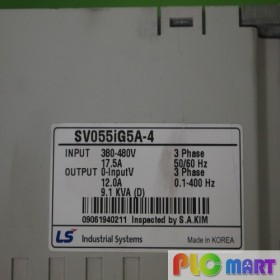 SV055iG5A-4
INPUT 380-480V 3 Phase
17.5A 50/60 Hz
OUTPUT 0-InputV 3 Phase
12.0A 0.1-400 Hz
9.1 KVA (D)
09061940211 Inspected by S.A.KIM
LS Industrial Systems Made in KOREA
PLC MART